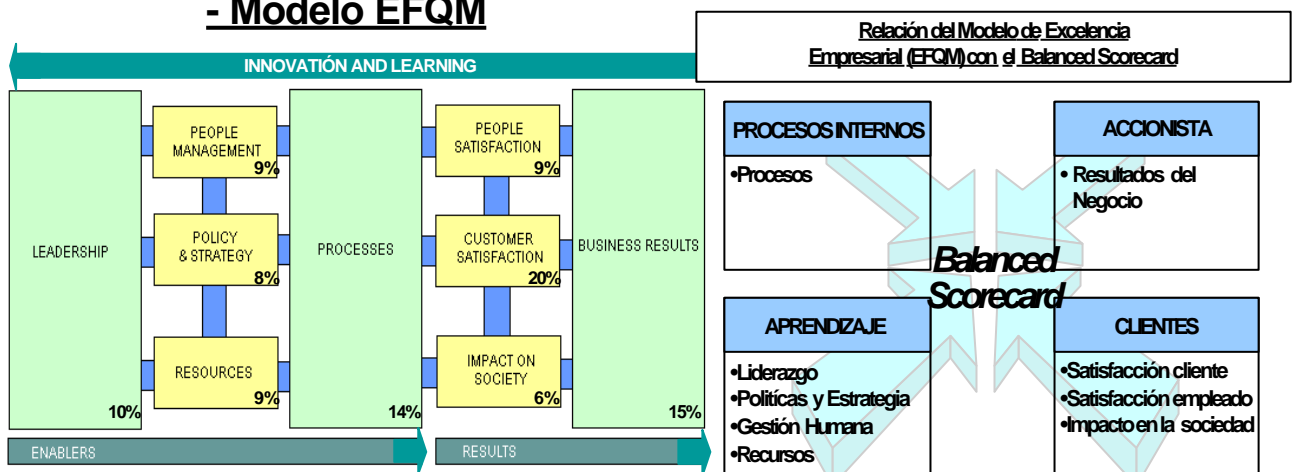 - Modelo EFQM
INNOVATIÓN AND LEARNING
LEADERSHIP
10%
PEOPLE
MANAGEMENT
9%
POLICY
& STRATEGY
8%
RESOURCES
9%
PROCESSES
14%
PEOPLE
SATISFACTION
9%
CUSTOMER
SATISFACTION
20%
IMPACT ON
SOCIETY
6%
BUSINESS RESULTS
15%
ENABLERS
RESULTS
Relación del Modelo de Excelencia
Empresarial (EFQM) con el Balanced Scorecard
PROCESOS INTERNOS
•Procesos
ACCIONISTA
• Resultados del
Negocio
Balanced
Scorecard
APRENDIZAJE
•Liderazgo
•Politícas y Estrategia
•Gestión Humana
•Recursos
CLIENTES
•Satisfacción cliente
•Satisfacción empleado
•Impacto en la sociedad